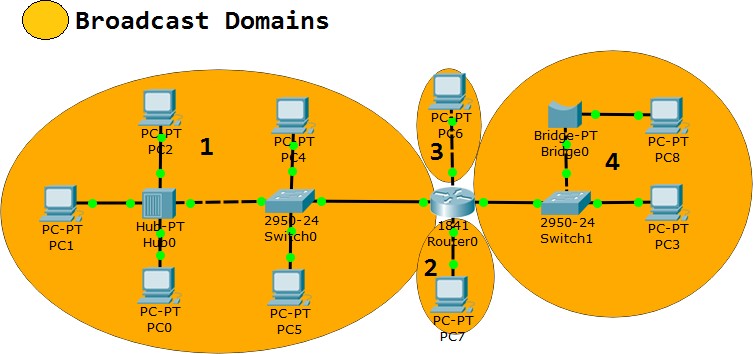 Broadcast Domains
PC-PT
PC2
1
PC-PT
PC4
PC-PT
PC1
Hub-PT
Hub0
2950-24
Switch0
PC-PT
PC0
PC-PT
PC5
PC-PT
PC6
3
1841
Router0
2
PC-PT
PC7
Bridge-PT
Bridge0
PC-PT
PC8
4
2950-24
Switch1
PC-PT
PC3